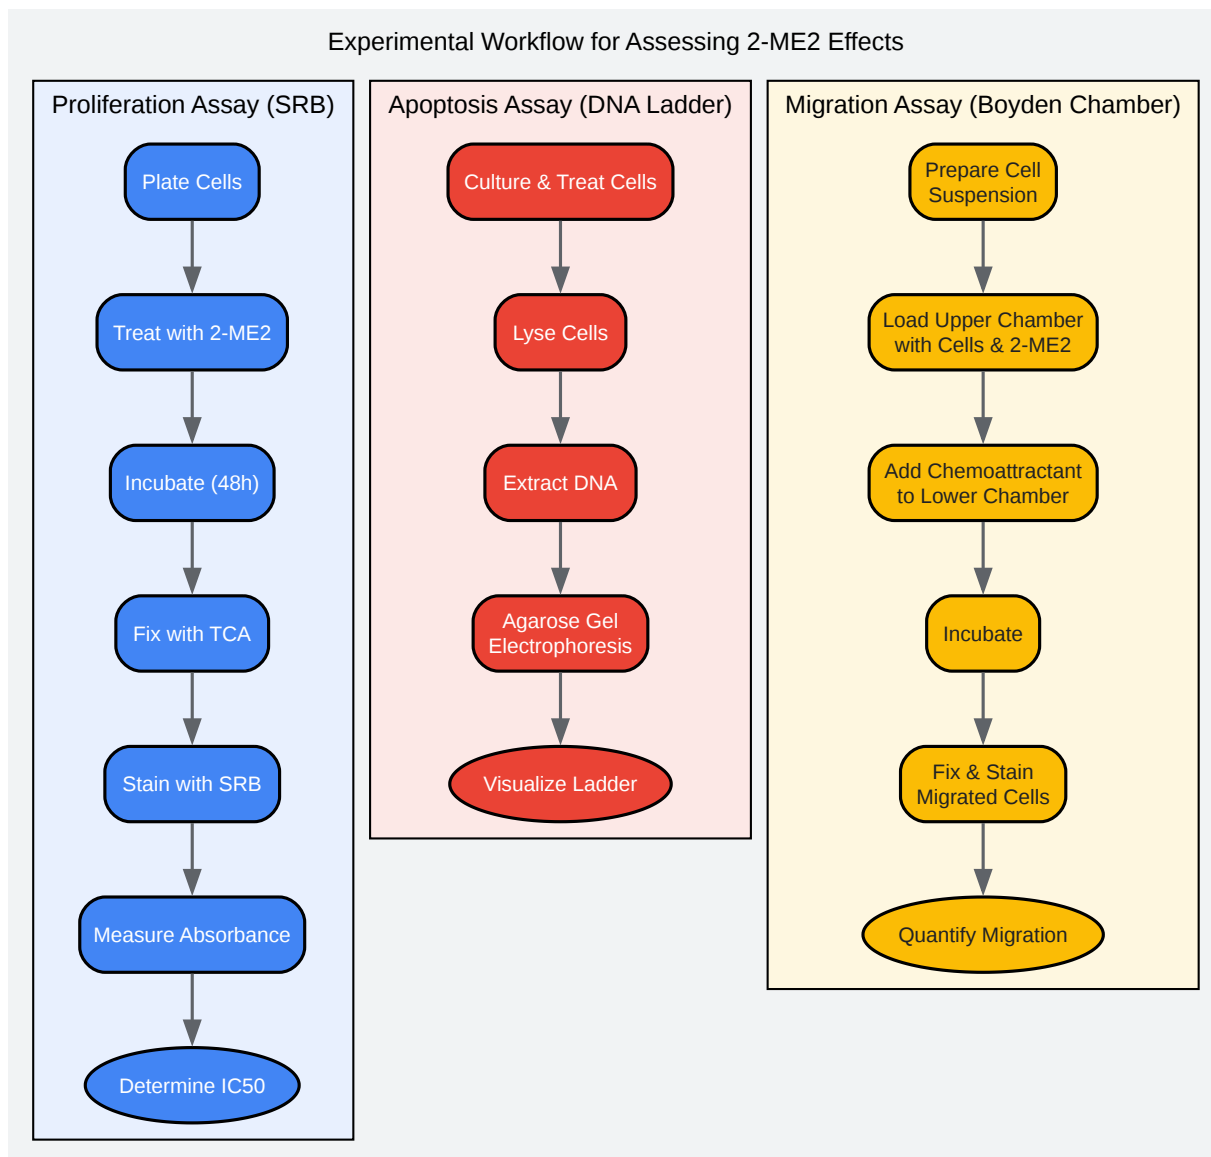 Experimental Workflow for Assessing 2-ME2 Effects
Proliferation Assay (SRB)
Plate Cells
Treat with 2-ME2
Incubate (48h)
Fix with TCA
Stain with SRB
Measure Absorbance
Determine IC50
Apoptosis Assay (DNA Ladder)
Culture & Treat Cells
Lyse Cells
Extract DNA
Agarose Gel
Electrophoresis
Visualize Ladder
Migration Assay (Boyden Chamber)
Prepare Cell
Suspension
Load Upper Chamber
with Cells & 2-ME2
Add Chemoattractant
to Lower Chamber
Incubate
Fix & Stain
Migrated Cells
Quantify Migration